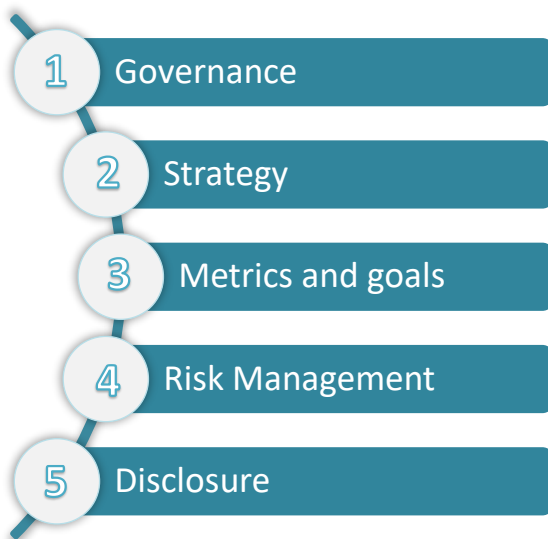 1 Governance
2 Strategy
3 Metrics and goals
4 Risk Management
5 Disclosure